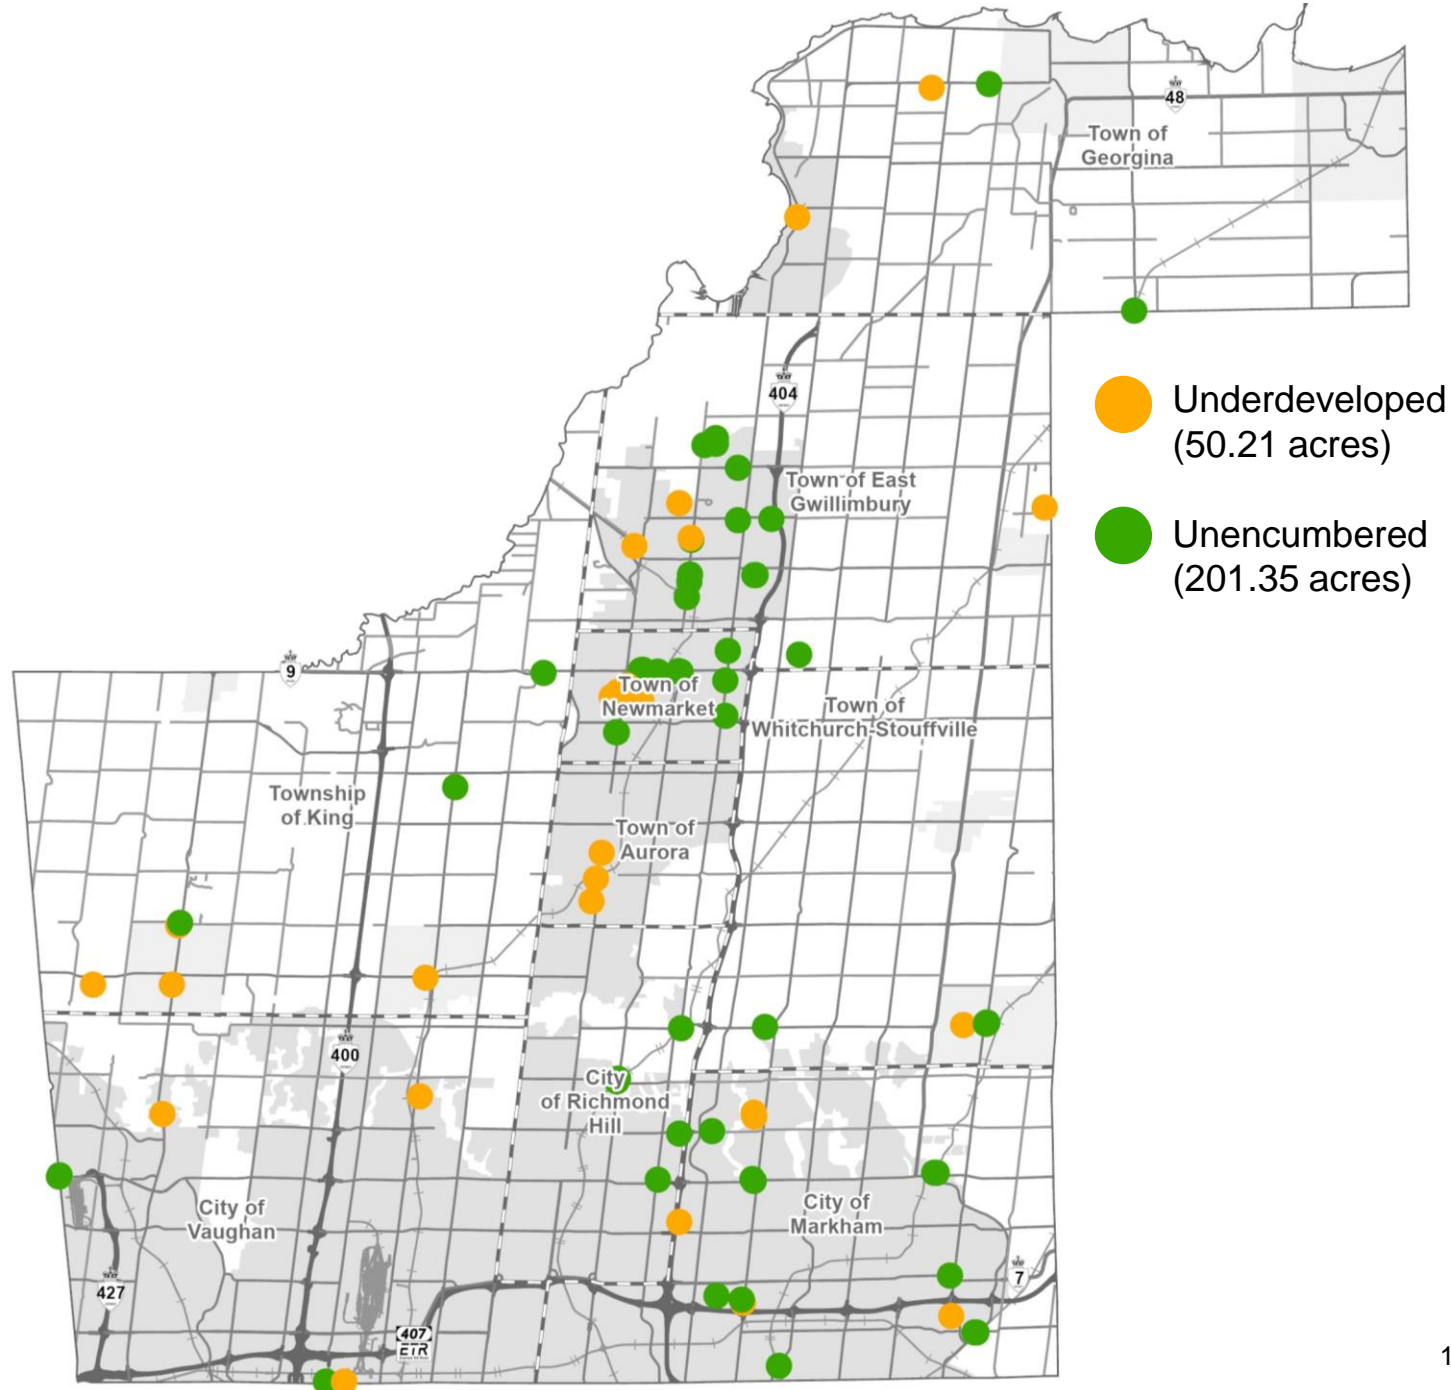 48
Town of
Georgina
404
Underdeveloped
(50.21 acres)
Town of East
Gwillimbury
Unencumbered
(201.35 acres)
9
Town of
Newmarket
Town of
Whitchurch-Stouffville
Township
of King
Town of
Aurora
400
City
of Richmond
Hill
City of
Vaughan
City of
Markham
427
7
407
ETR
1